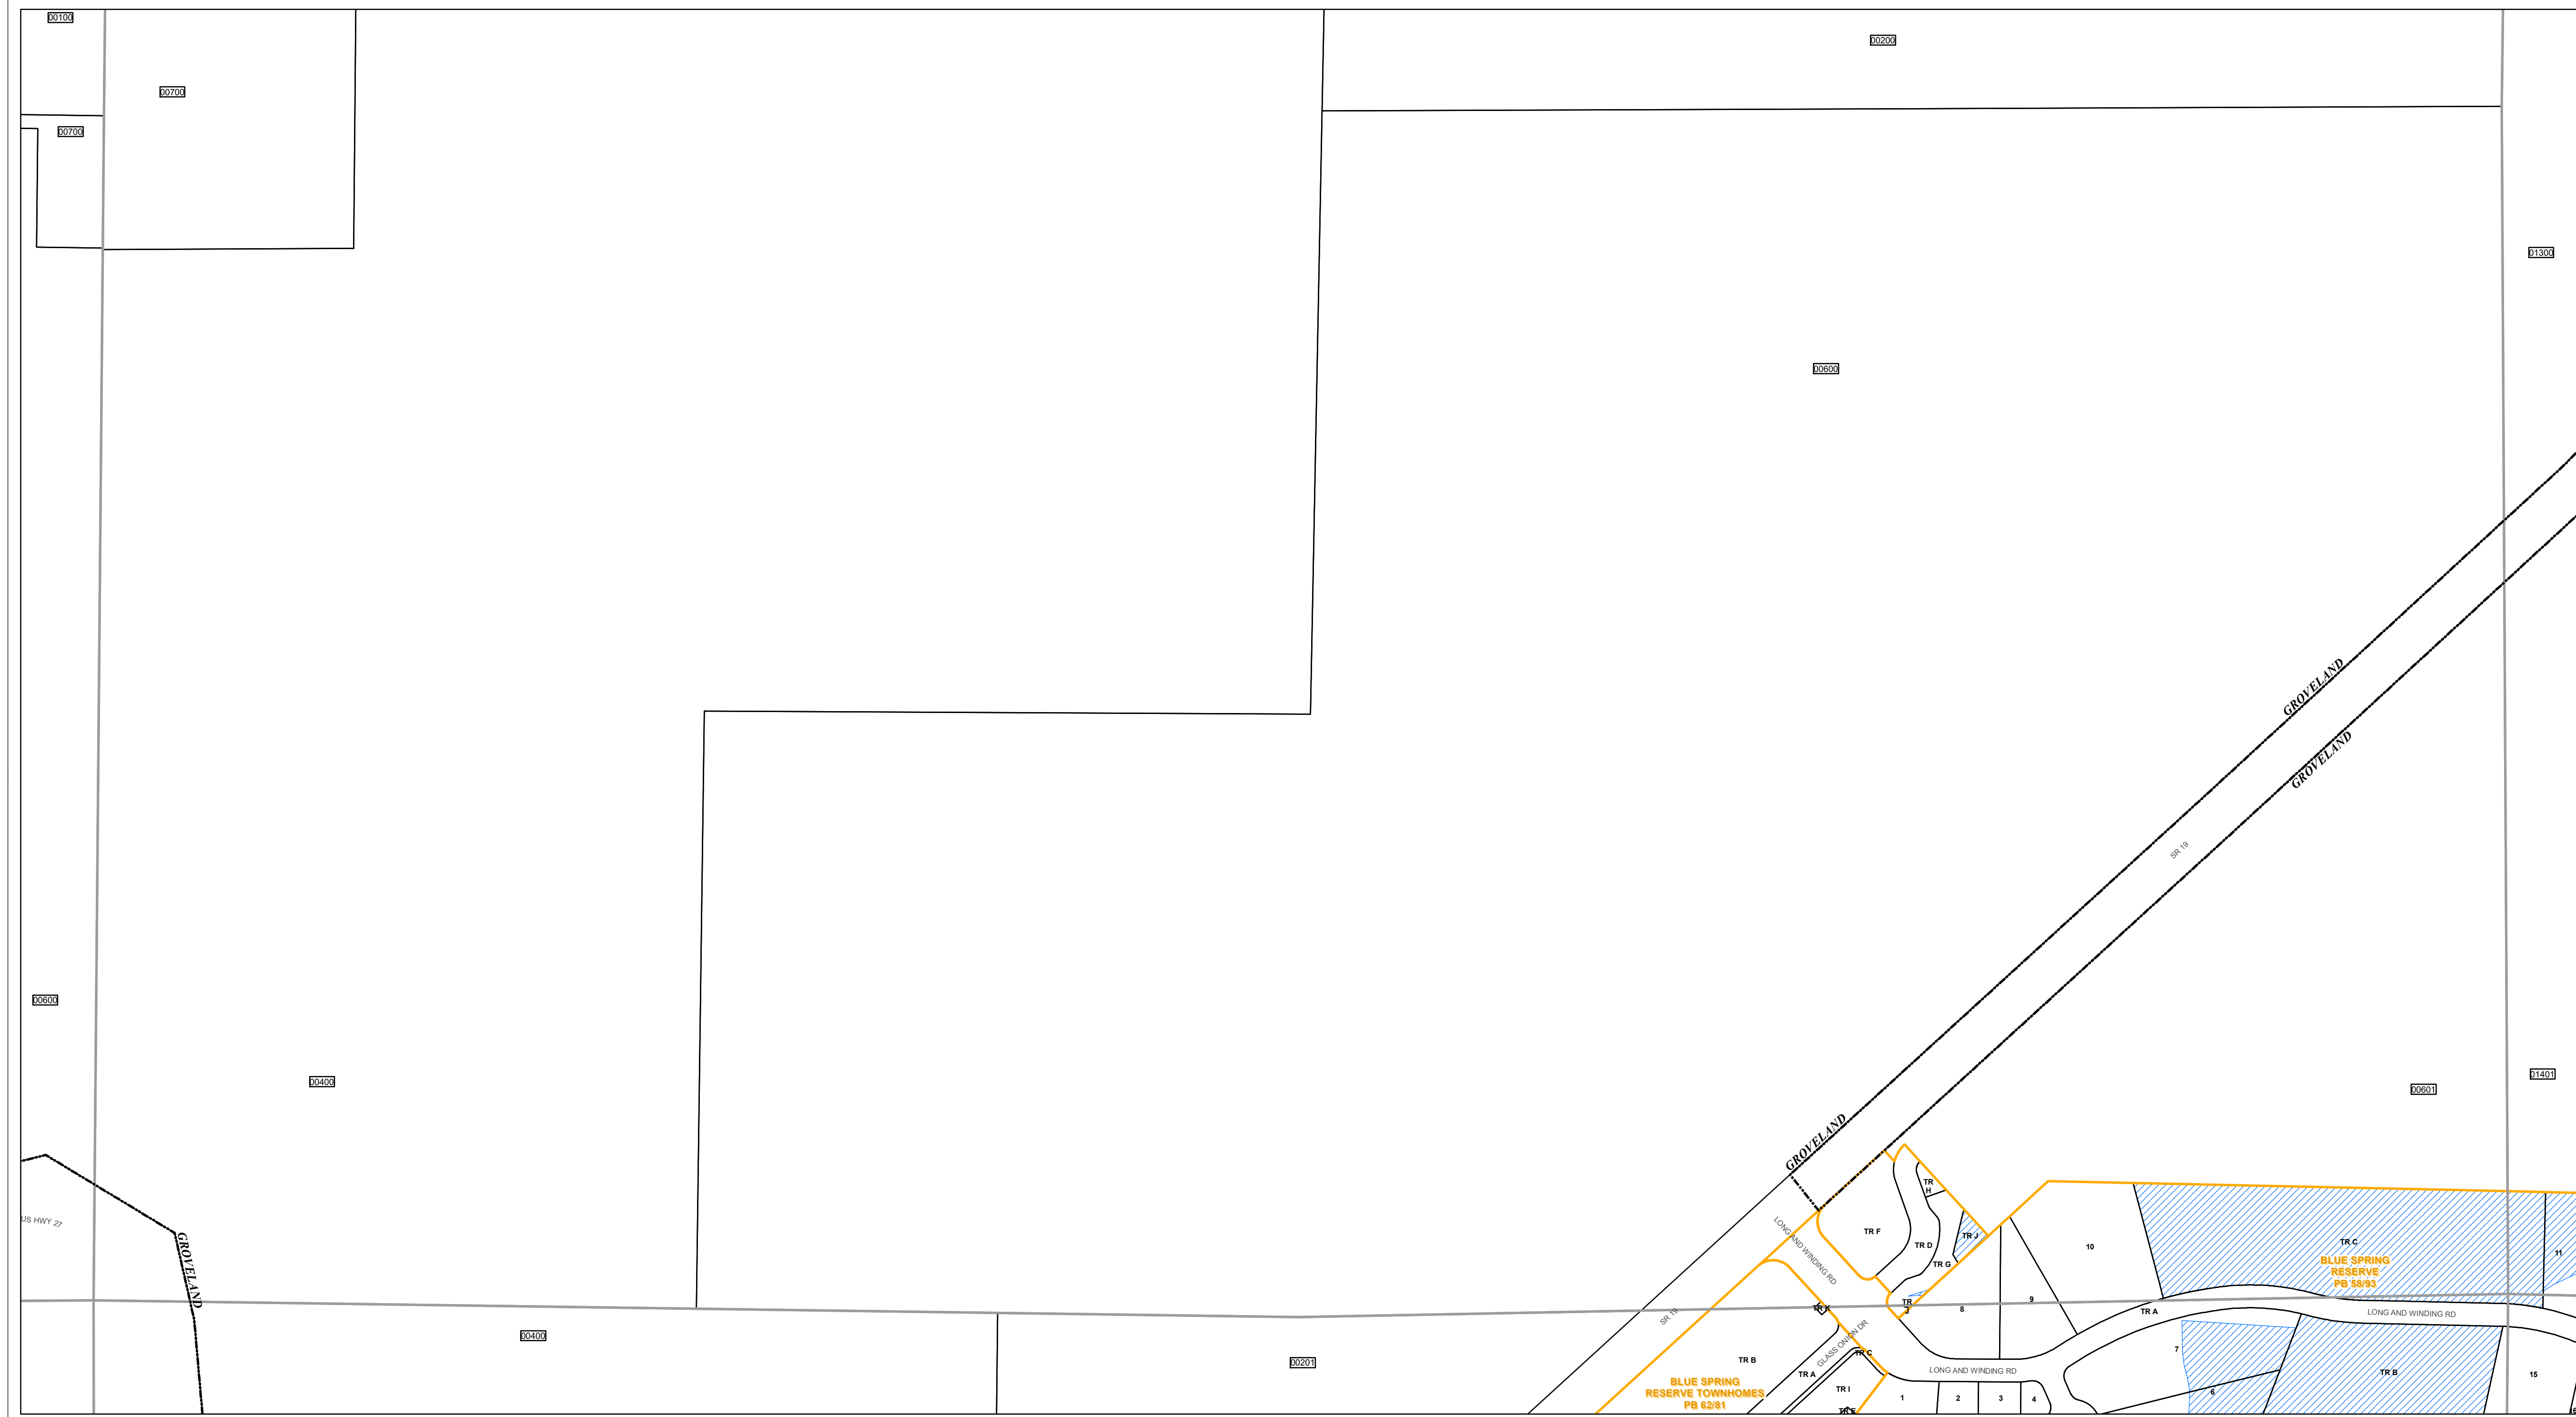 00100
00200
00700
00700
01300
00600
GROVELAND
GROVELAND
SR 19
00600
00400
01401
00601
GROVELAND
US HWY 27
GROVELAND
TR
H
LONG AND WINDING RD
TR F
TR D
TR J
TR G
10
TR C
11
BLUE SPRING
RESERVE
PB 58/93
TR
J
9
8
TR K
TR A
LONG AND WINDING RD
SR 19
00400
GLASS ONION DR
7
TR C
00201
TR B
LONG AND WINDING RD
TR B
15
TR A
BLUE SPRING
RESERVE TOWNHOMES
PB 62/81
TR I
6
1
2
3
4
TR E